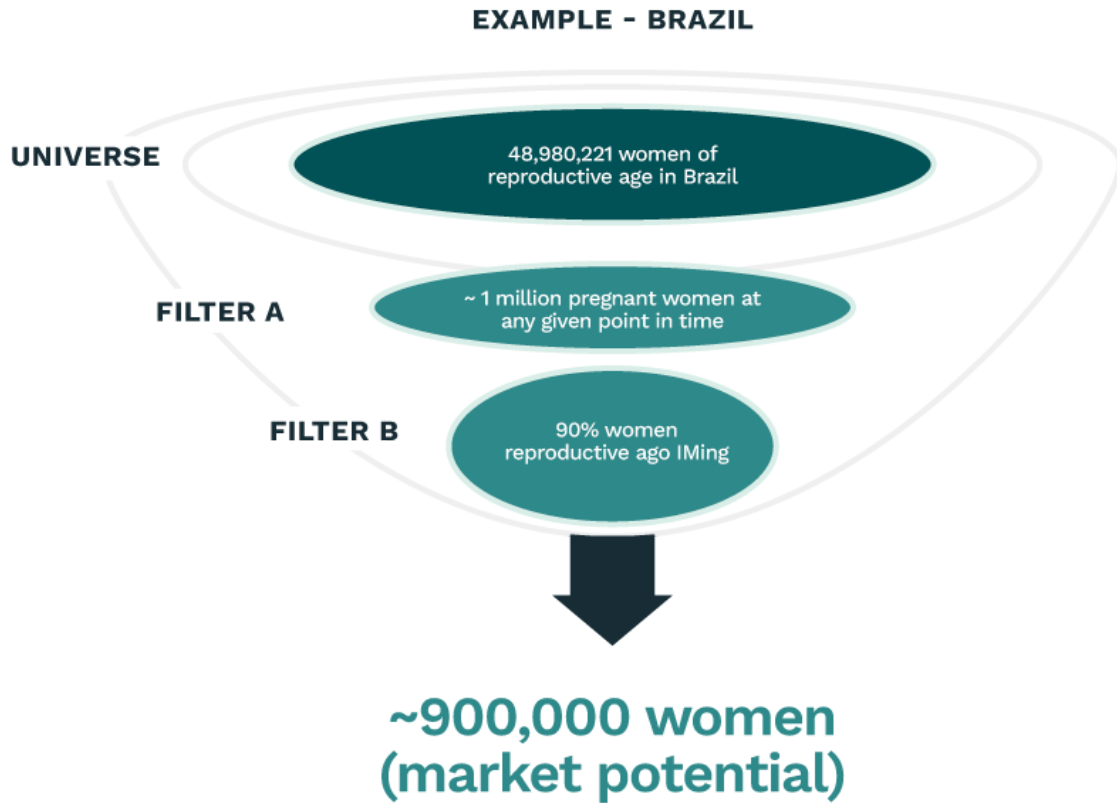 EXAMPLE - BRAZIL
UNIVERSE
48,980,221 women of
reproductive age in Brazil
FILTER A
~ 1 million pregnant women at
any given point in time
FILTER B
90% women
reproductive ago IMing
~900,000 women
(market potential)